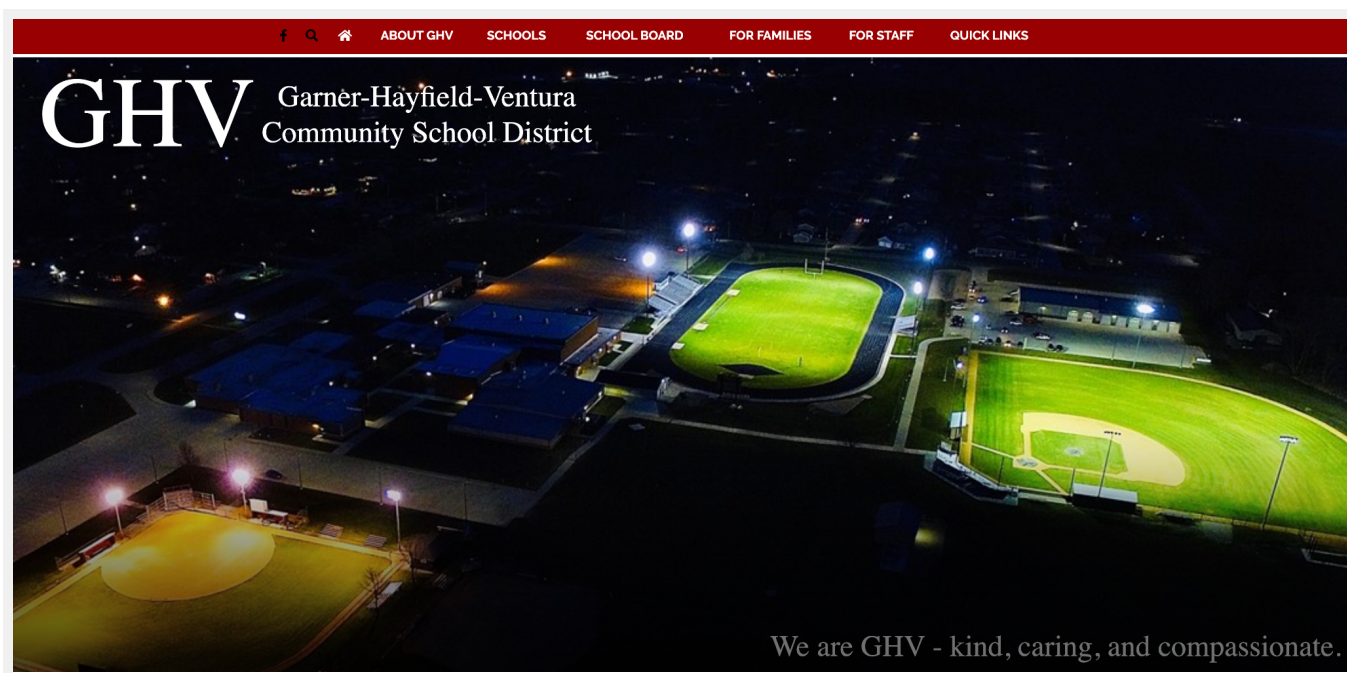 ABOUT GHV SCHOOLS SCHOOL BOARD FOR FAMILIES FOR STAFF QUICK LINKS
GHV
Garner-Hayfield-Ventura
Community School District
We are GHV - kind, caring, and compassionate.